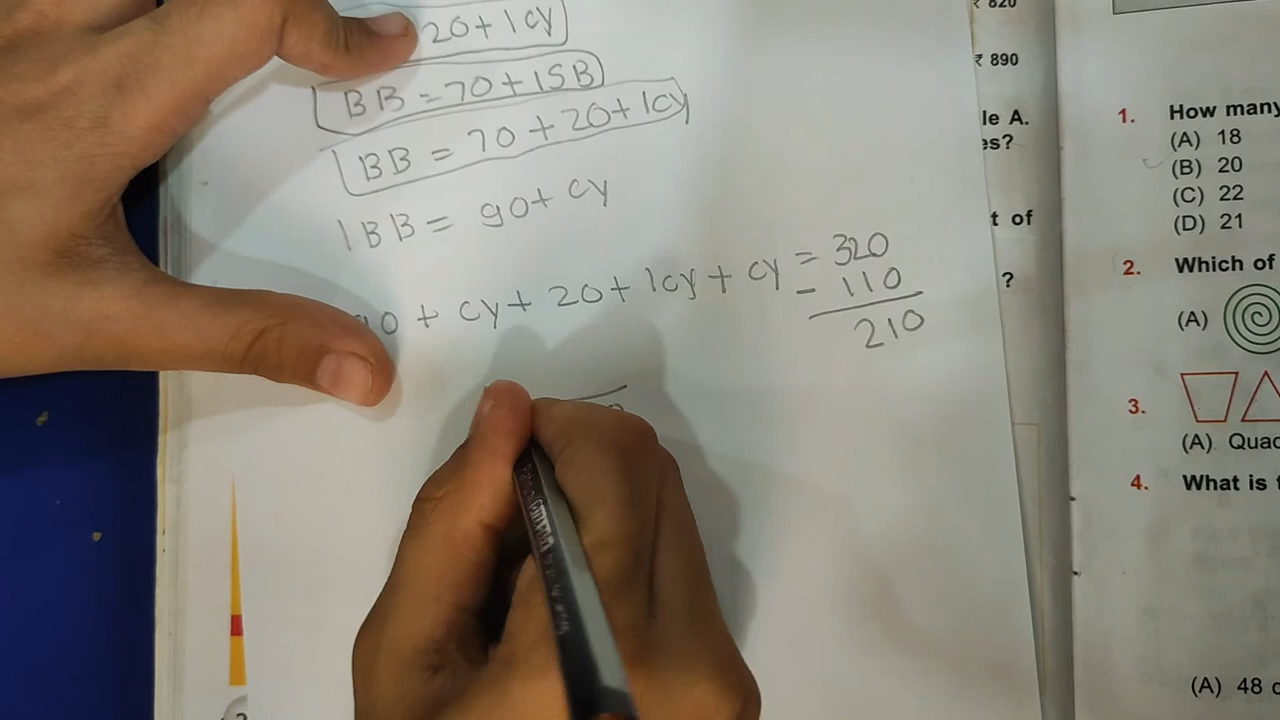 20+1cy
BB = 70+1SB
BB = 70+20+1cy
1BB = 90+cy
0 + cy + 20 + 1cy + cy = 320
- 110
210
₹ 820
₹ 890
le A.
es?
t of
?
1. How many
(A) 18
(B) 20
(C) 22
(D) 21
2. Which of
(A)
3.
(A) Quad
4. What is
(A) 48